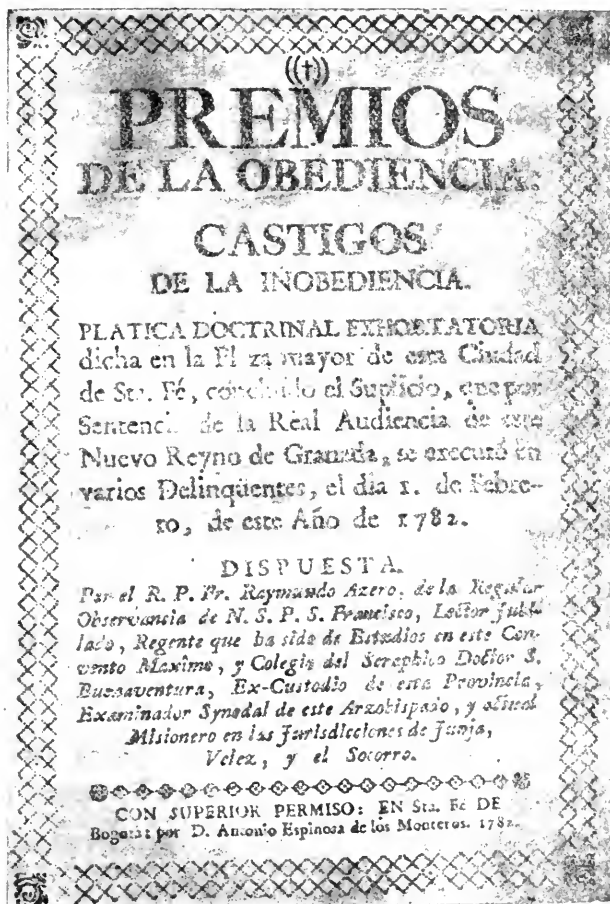 ((†))
PREMIOS
DE LA OBEDIENCIA.
CASTIGOS
DE LA INOBEDIENCIA.
PLATICA DOCTRINAL EXHORTATORIA
dicha en la Pl za mayor de esta Ciudad
de Sta. Fé, concluido el Suplicio, que por
Sentenci de la Real Audiencia de este
Nuevo Reyno de Granada, se executó en
varios Delinqüentes, el dia 1. de Febre-
ro, de este Año de 1782.
DISPUESTA.
Por el R. P. Fr. Raymundo Azero, de la Regular
Observancia de N. S. P. S. Francisco, Lector Jubi-
lado, Regente que ha sido de Estudios en este Con-
vento Maximo, y Colegio del Seraphico Doctor S.
Buenaventura, Ex-Custodio de esta Provincia,
Examinador Synodal de este Arzobispado, y actual
Misionero en las Jurisdicciones de Tunja,
Velez, y el Socorro.
CON SUPERIOR PERMISO: EN Sta. Fé DE
Bogotá: por D. Antonio Espinosa de los Monteros. 1782.